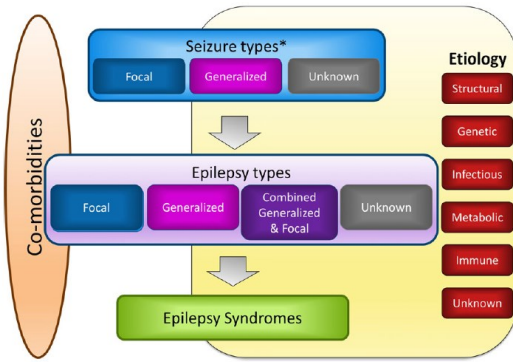 Co-morbidities
Seizure types*
Focal
Generalized
Unknown
Epilepsy types
Focal
Generalized
Combined
Generalized
& Focal
Unknown
Epilepsy Syndromes
Etiology
Structural
Genetic
Infectious
Metabolic
Immune
Unknown